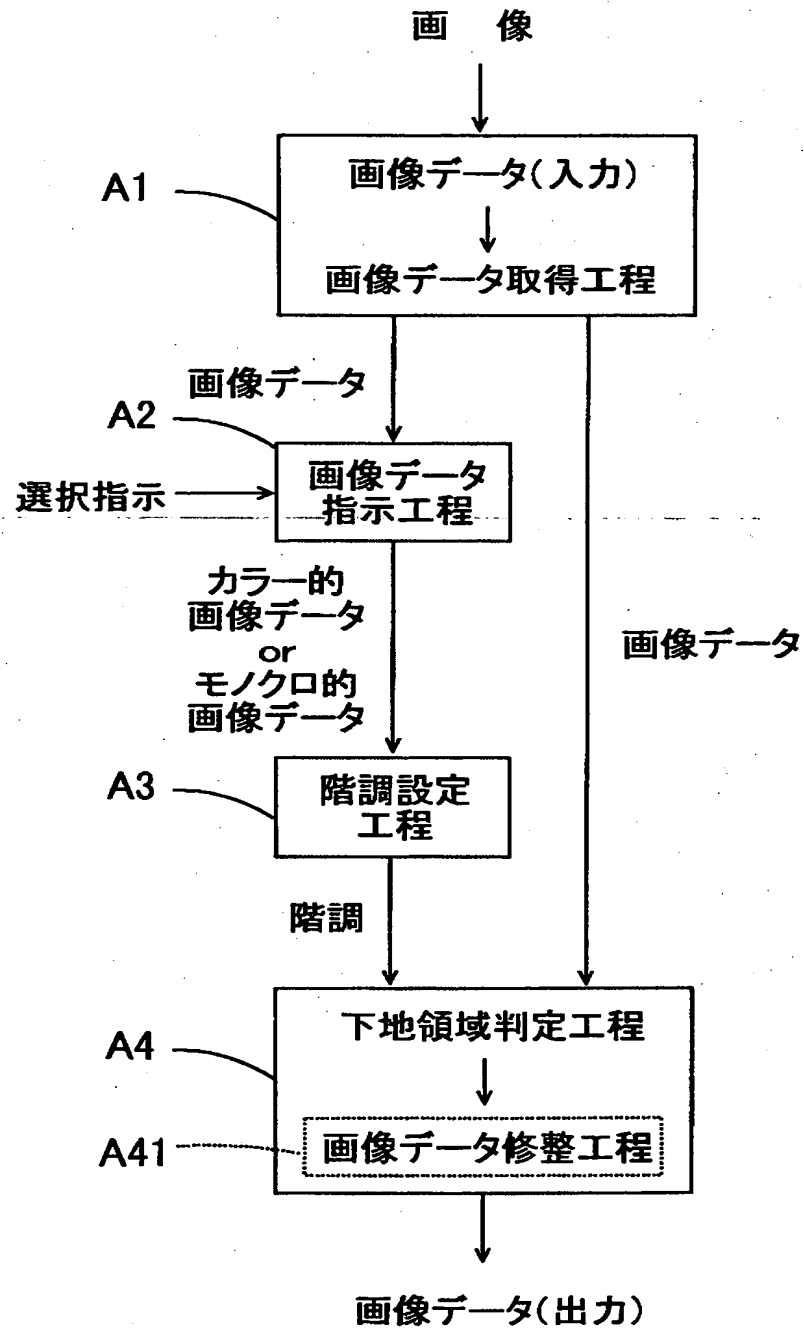 画 像
A1
画像データ(入力)
画像データ取得工程
画像データ
A2
選択指示
画像データ
指示工程
カラー的
画像データ
or
モノクロ的
画像データ
画像データ
A3
階調設定
工程
階調
A4
下地領域判定工程
A41
画像データ修整工程
画像データ(出力)